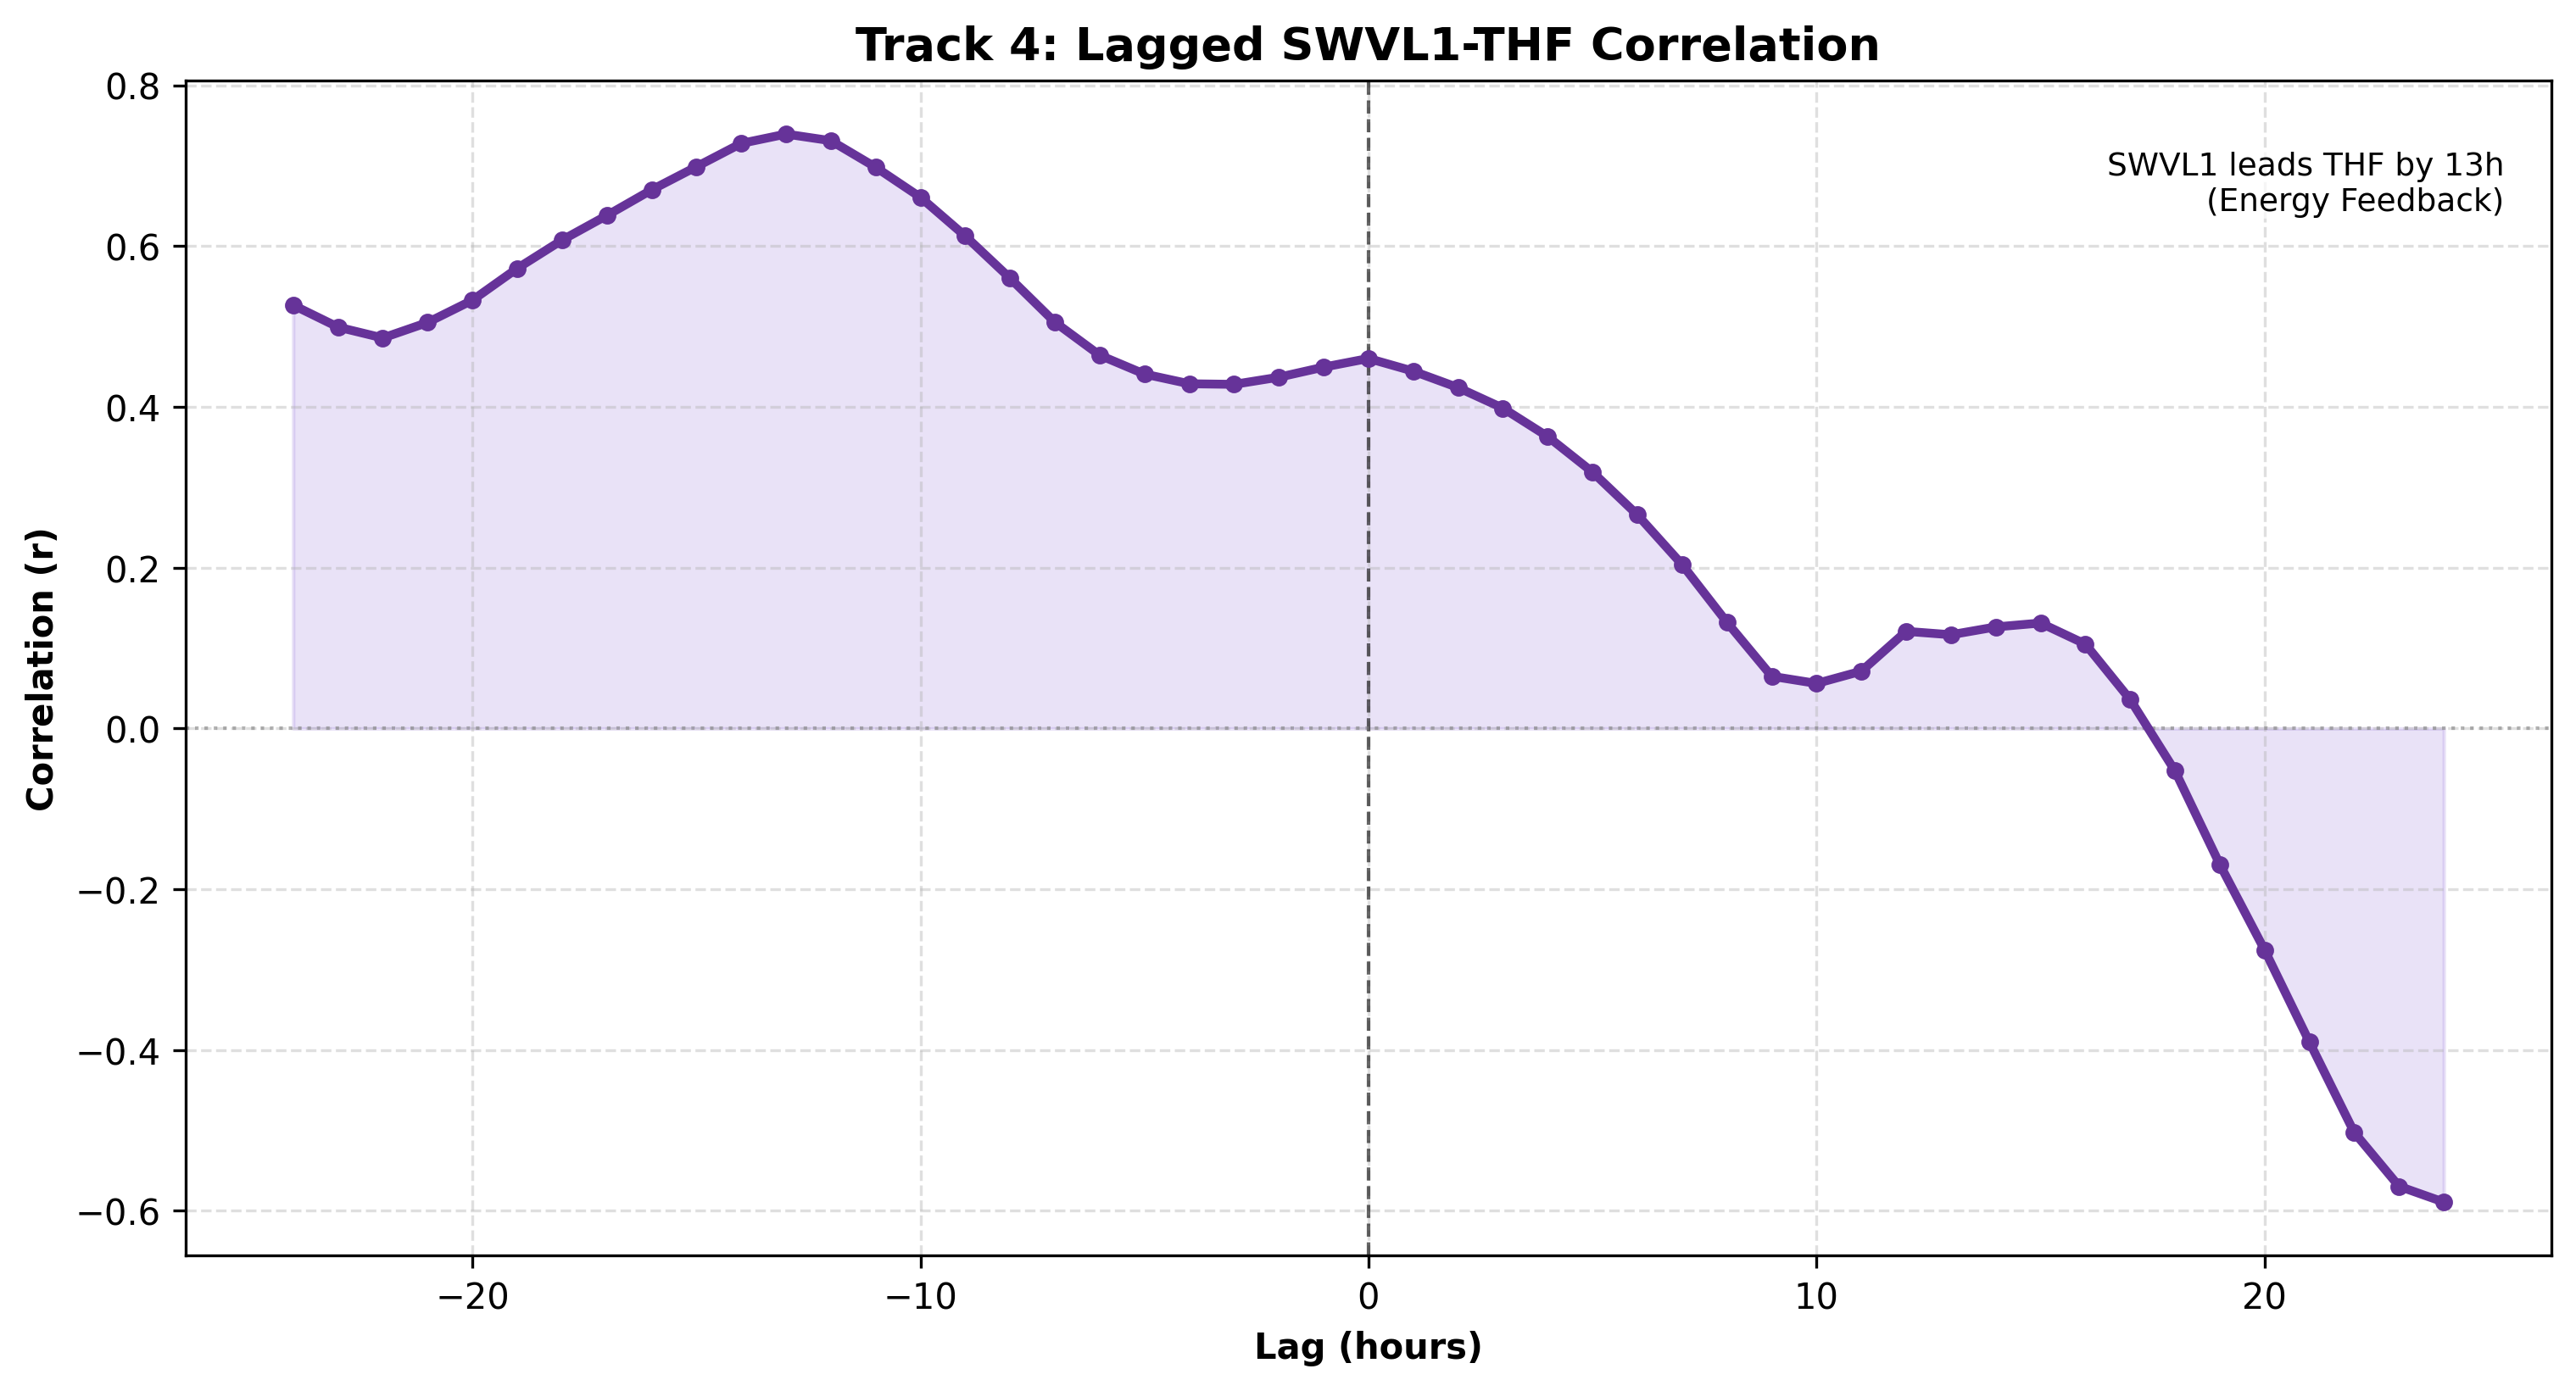 Track 4: Lagged SWVL1-THF Correlation
0.8
0.6
0.4
0.2
0.0
−0.2
−0.4
−0.6
Correlation (r)
SWVL1 leads THF by 13h
(Energy Feedback)
−20
−10
0
10
20
Lag (hours)